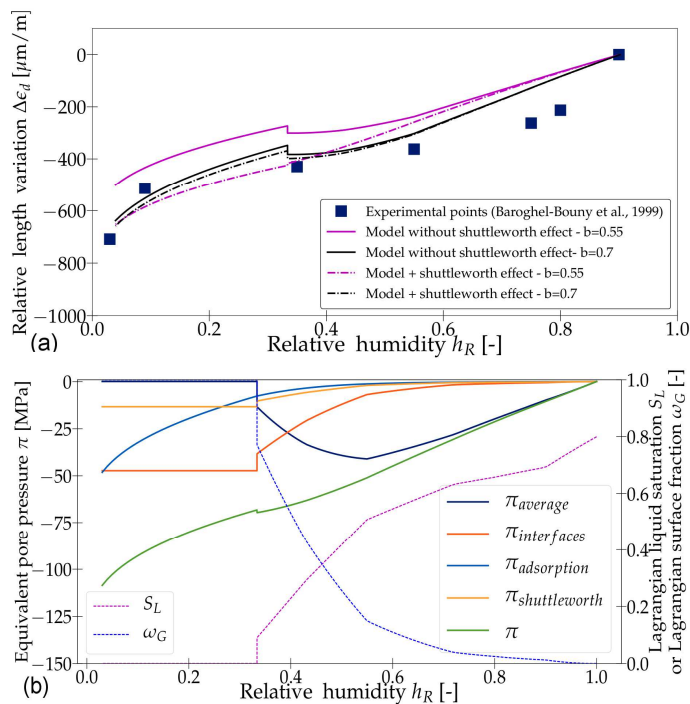 0
−200
−400
−600
−800
−1000
Relative length variation Δϵ_d [μm/m]
Experimental points (Baroghel-Bouny et al., 1999)
Model without shuttleworth effect - b=0.55
Model without shuttleworth effect- b=0.7
Model + shuttleworth effect - b=0.55
Model + shuttleworth effect - b=0.7
0.0 0.2 0.4 0.6 0.8 1.0
Relative humidity h_R [-]
(a)
0
−25
−50
−75
−100
−125
−150
Equivalent pore pressure π [MPa]
π_average
π_interfaces
π_adsorption
π_shuttleworth
π
S_L
ω_G
1.0
0.8
0.6
0.4
0.2
0.0
Lagrangian liquid saturation S_L
or Lagrangian surface fraction ω_G
0.0 0.2 0.4 0.6 0.8 1.0
Relative humidity h_R [-]
(b)